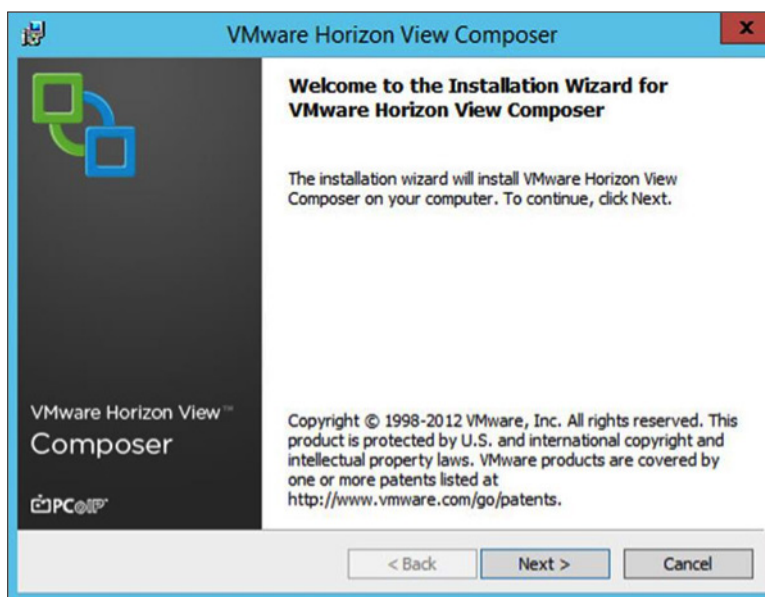 VMware Horizon View Composer
x
Welcome to the Installation Wizard for
VMware Horizon View Composer
The installation wizard will install VMware Horizon View
Composer on your computer. To continue, click Next.
VMware Horizon View™
Composer
PCoIP
Copyright © 1998-2012 VMware, Inc. All rights reserved. This
product is protected by U.S. and international copyright and
intellectual property laws. VMware products are covered by
one or more patents listed at
http://www.vmware.com/go/patents.
< Back
Next >
Cancel